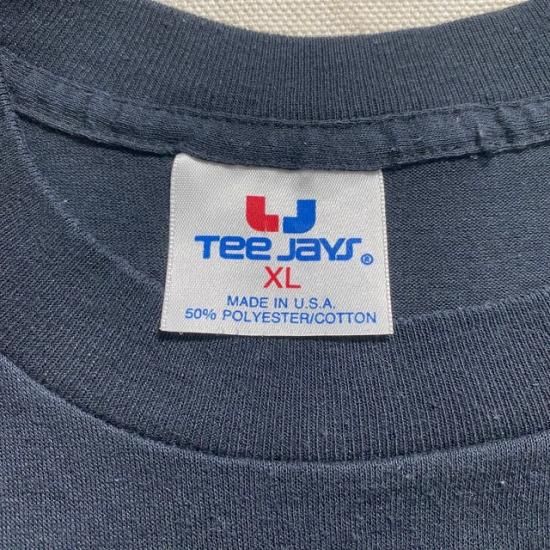 TEE JAYS ®
XL
MADE IN U.S.A.
50% POLYESTER/COTTON